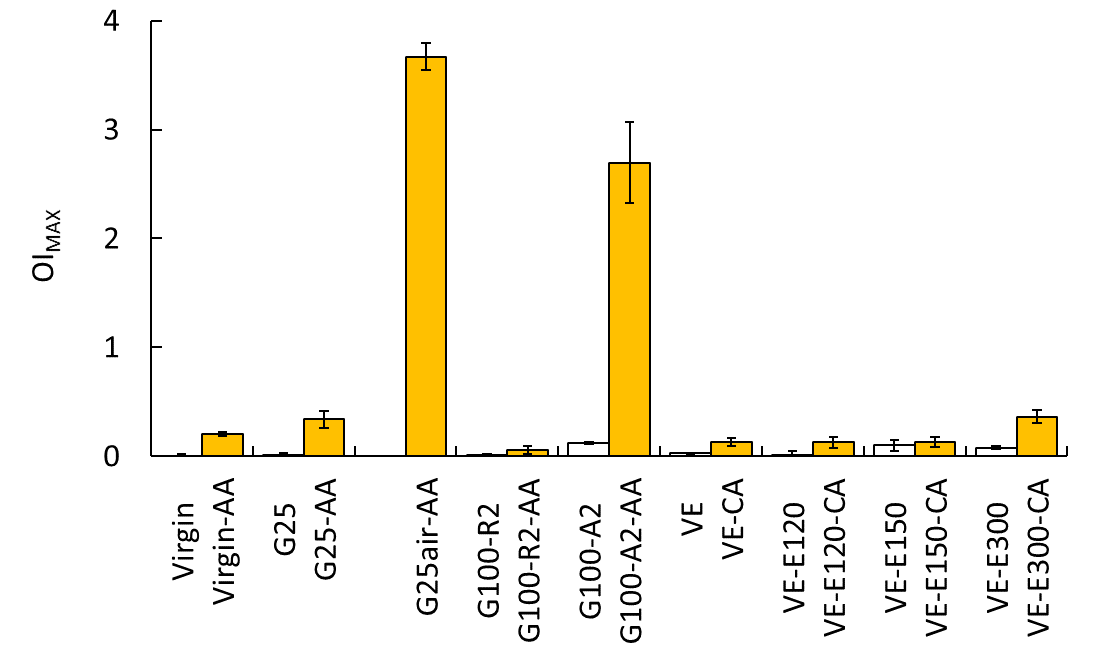 4
3
2
1
0
OIMAX
Virgin
Virgin-AA
G25
G25-AA
G25air-AA
G100-R2
G100-R2-AA
G100-A2
G100-A2-AA
VE
VE-CA
VE-E120
VE-E120-CA
VE-E150
VE-E150-CA
VE-E300
VE-E300-CA